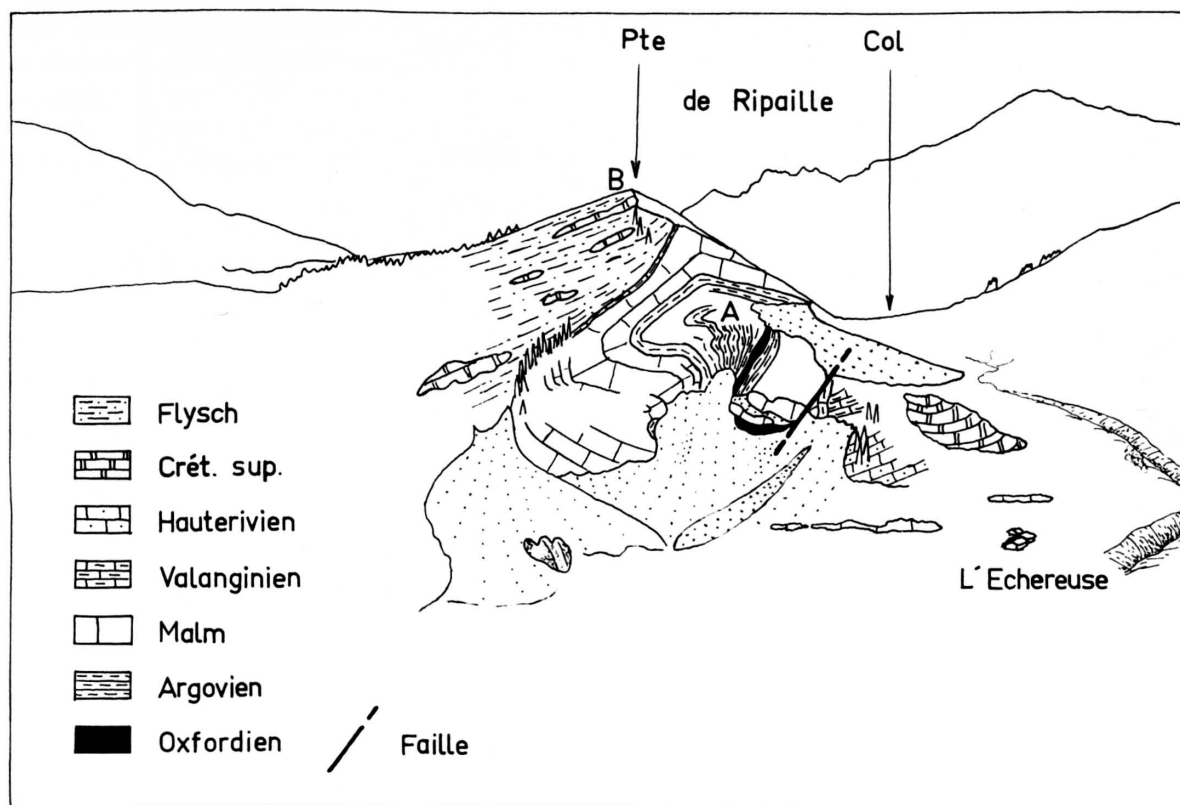 Pte
Col
de Ripaille
B
A
Flysch
Crét. sup.
Hauterivien
Valanginien
Malm
Argovien
Oxfordien
Faille
L'Echereuse